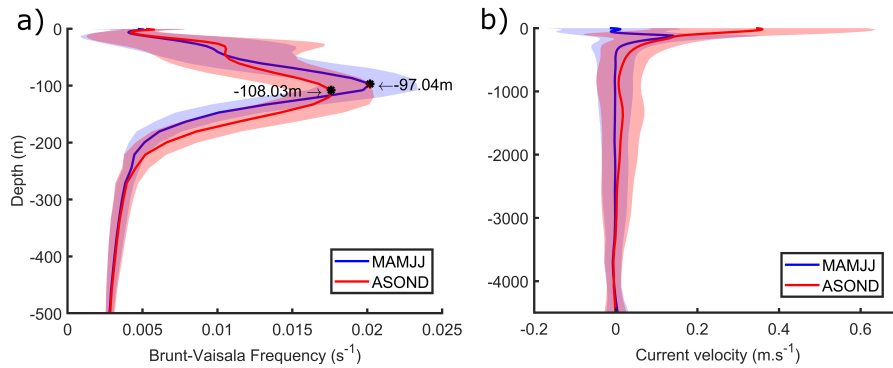 a)
0
-100
-200
-300
-400
-500
Depth (m)
-108.03m
-97.04m
MAMJJ
ASOND
0
0.005
0.01
0.015
0.02
0.025
Brunt-Vaisala Frequency (s⁻¹)
b)
0
-1000
-2000
-3000
-4000
MAMJJ
ASOND
-0.2
0
0.2
0.4
0.6
Current velocity (m.s⁻¹)